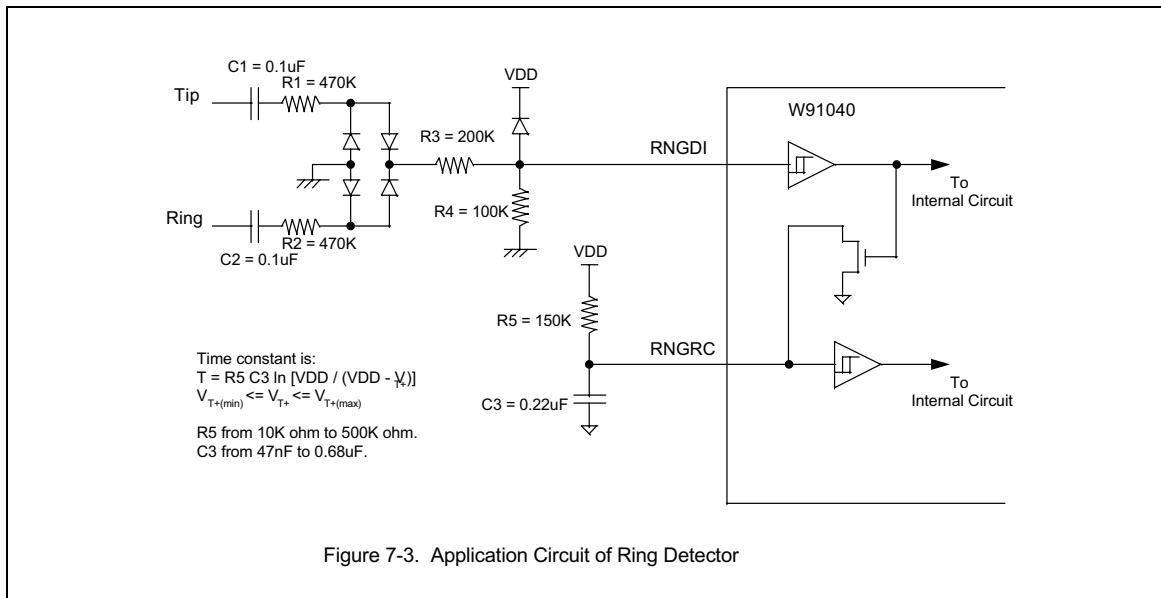 C1 = 0.1uF
R1 = 470K
Tip
VDD
W91040
R3 = 200K
RNGDI
To
Internal Circuit
R4 = 100K
Ring
R2 = 470K
C2 = 0.1uF
VDD
R5 = 150K
RNGRC
To
Internal Circuit
C3 = 0.22uF
Time constant is:
T = R5 C3 ln [VDD / (VDD - VT+)]
VT+(min) <= VT+ <= VT+(max)
R5 from 10K ohm to 500K ohm.
C3 from 47nF to 0.68uF.
Figure 7-3. Application Circuit of Ring Detector